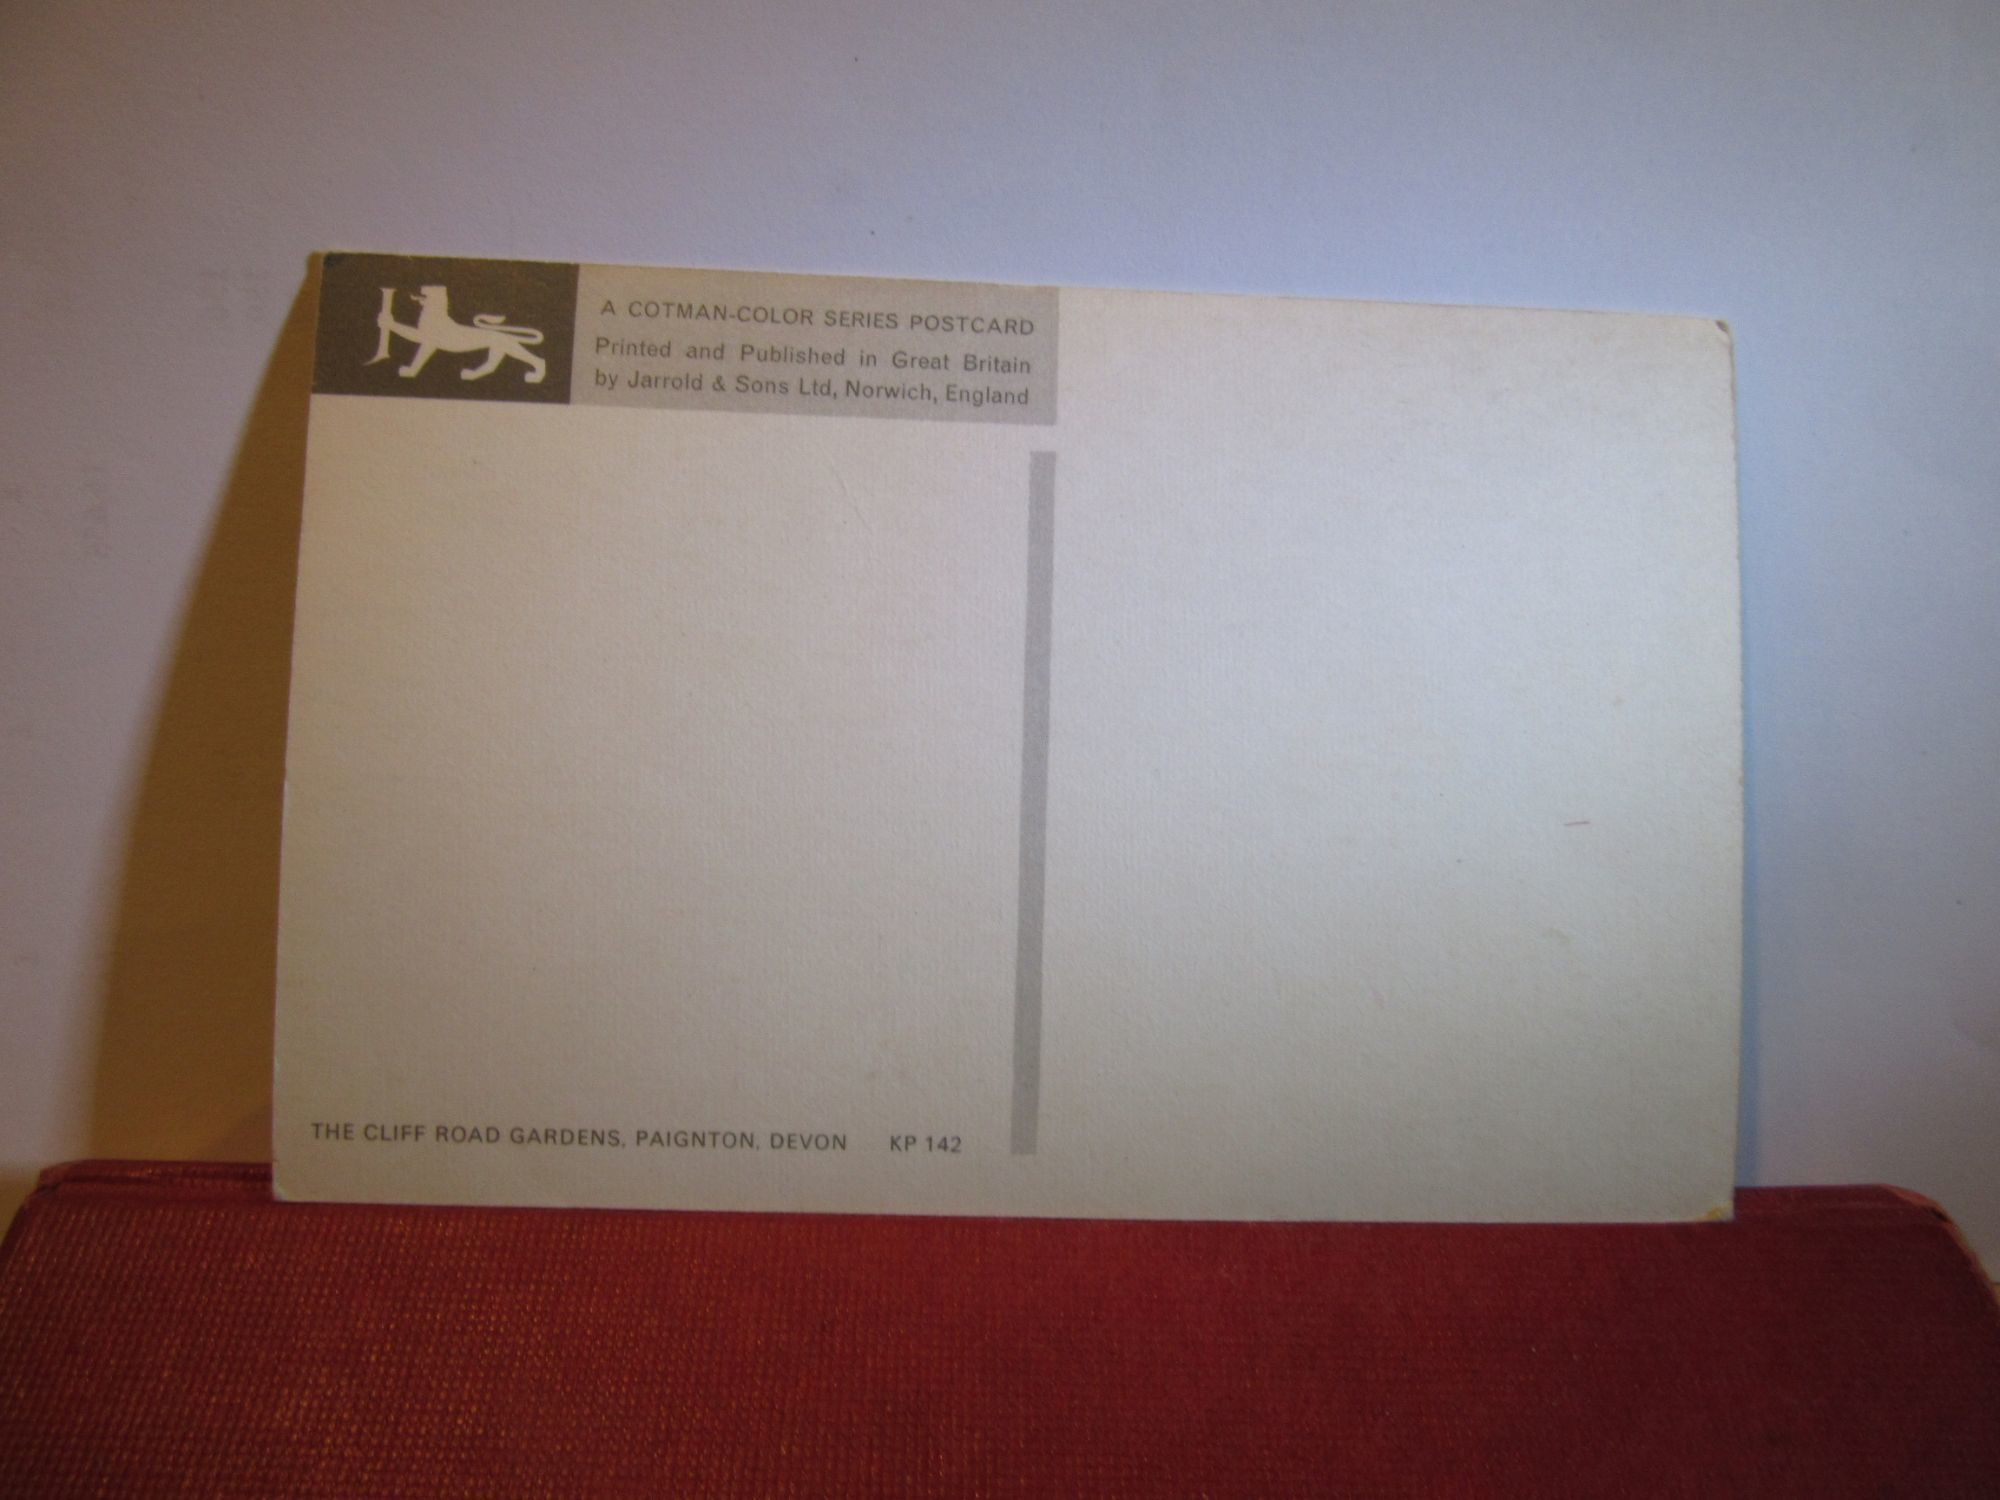 A COTMAN-COLOR SERIES POSTCARD
Printed and Published in Great Britain
by Jarrold & Sons Ltd, Norwich, England
THE CLIFF ROAD GARDENS, PAIGNTON, DEVON KP 142